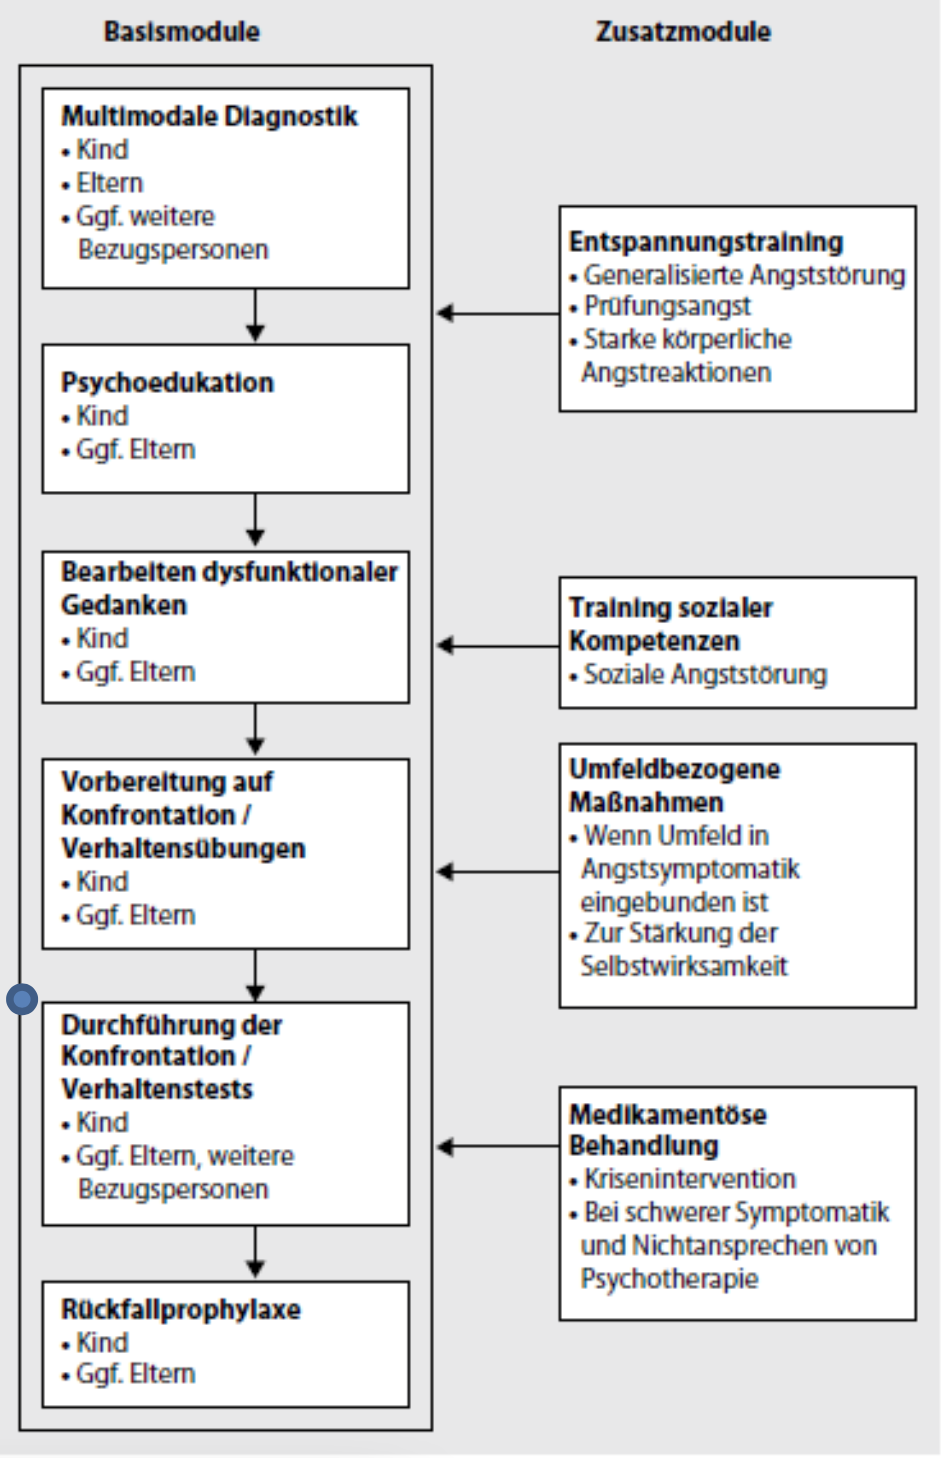 Basismodule
Multimodale Diagnostik
• Kind
• Eltern
• Ggf. weitere
Bezugspersonen
Psychoedukation
• Kind
• Ggf. Eltern
Bearbeiten dysfunktionaler
Gedanken
• Kind
• Ggf. Eltern
Vorbereitung auf
Konfrontation /
Verhaltensübungen
• Kind
• Ggf. Eltern
Durchführung der
Konfrontation /
Verhaltenstests
• Kind
• Ggf. Eltern, weitere
Bezugspersonen
Rückfallprophylaxe
• Kind
• Ggf. Eltern
Zusatzmodule
Entspannungstraining
• Generalisierte Angststörung
• Prüfungsangst
• Starke körperliche
Angstreaktionen
Training sozialer
Kompetenzen
• Soziale Angststörung
Umfeldbezogene
Maßnahmen
• Wenn Umfeld in
Angstsymptomatik
eingebunden ist
• Zur Stärkung der
Selbstwirksamkeit
Medikamentöse
Behandlung
• Krisenintervention
• Bei schwerer Symptomatik
und Nichtansprechen von
Psychotherapie